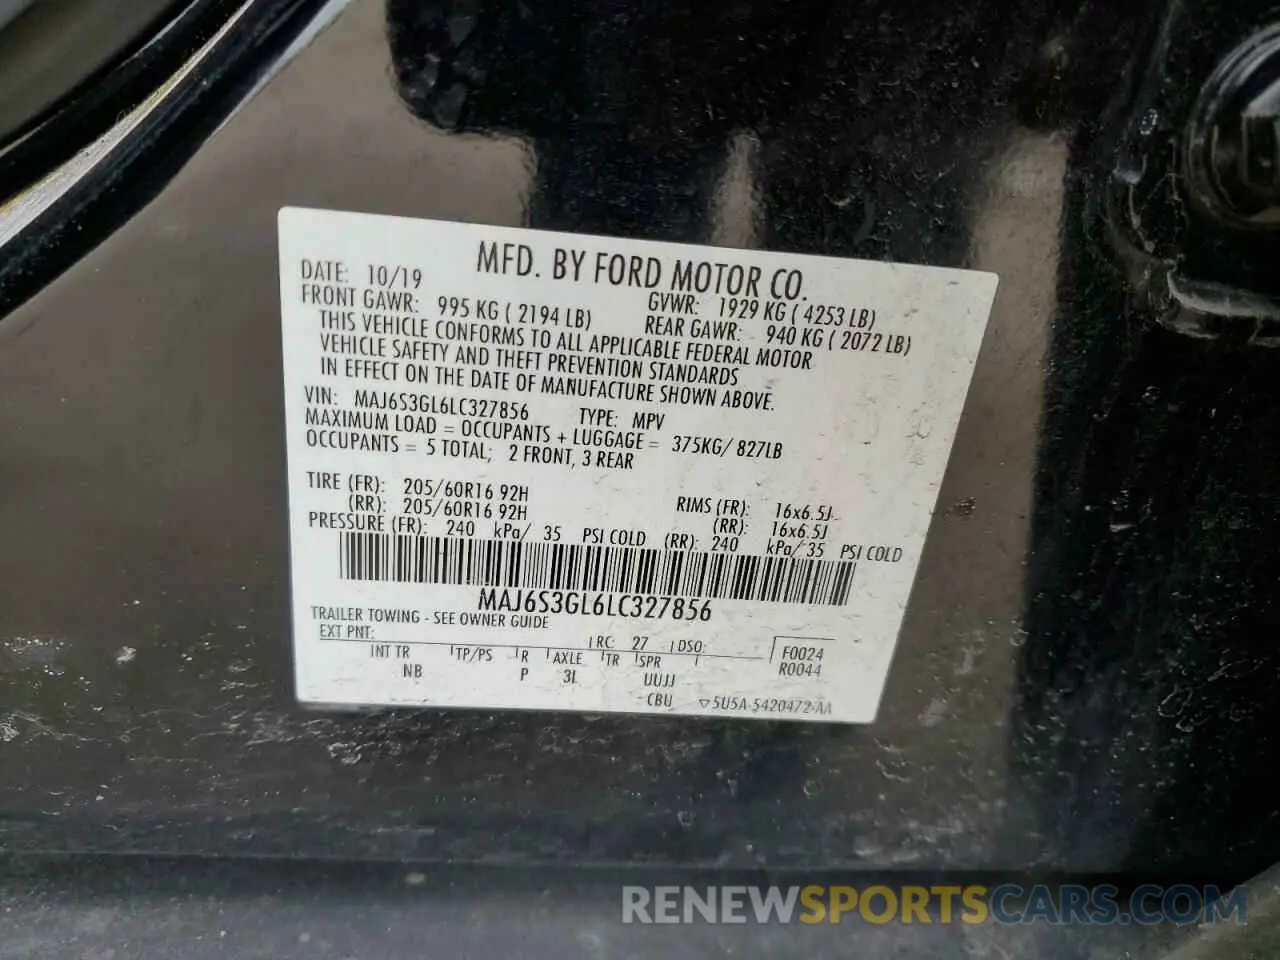 MFD. BY FORD MOTOR CO.
DATE: 10/19 GVWR: 1929 KG ( 4253 LB)
FRONT GAWR: 995 KG ( 2194 LB) REAR GAWR: 940 KG ( 2072 LB)
THIS VEHICLE CONFORMS TO ALL APPLICABLE FEDERAL MOTOR
VEHICLE SAFETY AND THEFT PREVENTION STANDARDS
IN EFFECT ON THE DATE OF MANUFACTURE SHOWN ABOVE.
VIN: MAJ6S3GL6LC327856 TYPE: MPV
MAXIMUM LOAD = OCCUPANTS + LUGGAGE = 375KG/ 827LB
OCCUPANTS = 5 TOTAL; 2 FRONT, 3 REAR
TIRE (FR): 205/60R16 92H RIMS (FR): 16x6.5J
(RR): 205/60R16 92H (RR): 16x6.5J
PRESSURE (FR): 240 kPa/ 35 PSI COLD (RR): 240 kPa/ 35 PSI COLD
MAJ6S3GL6LC327856
TRAILER TOWING - SEE OWNER GUIDE
EXT PNT: RC: 27 DSO: F0024
INT TR TP/PS R AXLE TR SPR R0044
NB P 3L UUJJ
- CBU ▽5U5A-5420472-AA
RENEWSPORTSCARS.COM